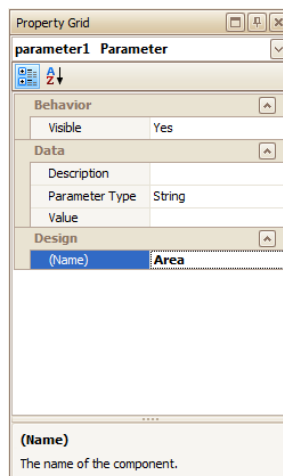 Property Grid
parameter1 Parameter
Behavior
Visible Yes
Data
Description
Parameter Type String
Value
Design
(Name) Area
(Name)
The name of the component.